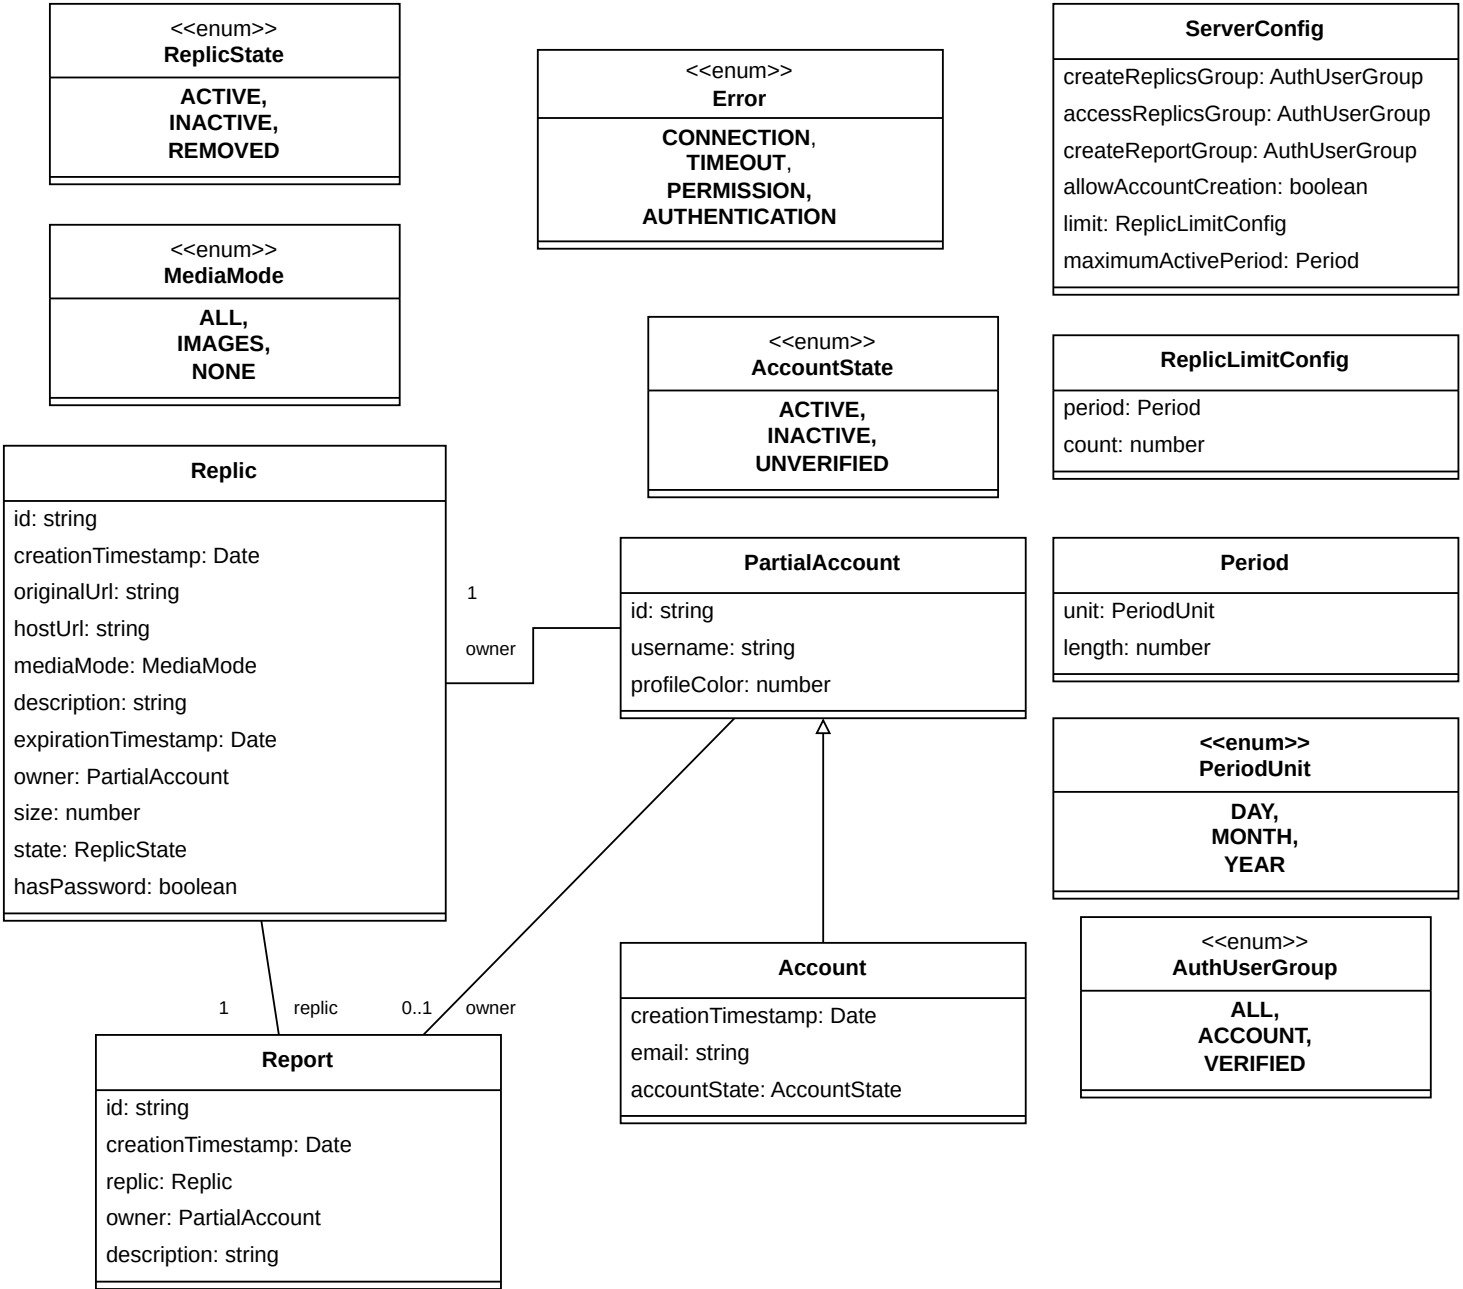 <<enum>>
ReplicState
ACTIVE,
INACTIVE,
REMOVED
<<enum>>
MediaMode
ALL,
IMAGES,
NONE
<<enum>>
Error
CONNECTION,
TIMEOUT,
PERMISSION,
AUTHENTICATION
<<enum>>
AccountState
ACTIVE,
INACTIVE,
UNVERIFIED
ServerConfig
createReplicsGroup: AuthUserGroup
accessReplicsGroup: AuthUserGroup
createReportGroup: AuthUserGroup
allowAccountCreation: boolean
limit: ReplicLimitConfig
maximumActivePeriod: Period
ReplicLimitConfig
period: Period
count: number
Replic
id: string
creationTimestamp: Date
originalUrl: string
hostUrl: string
mediaMode: MediaMode
description: string
expirationTimestamp: Date
owner: PartialAccount
size: number
state: ReplicState
hasPassword: boolean
1
owner
PartialAccount
id: string
username: string
profileColor: number
Period
unit: PeriodUnit
length: number
<<enum>>
PeriodUnit
DAY,
MONTH,
YEAR
<<enum>>
AuthUserGroup
ALL,
ACCOUNT,
VERIFIED
1
replic
0..1
owner
Report
id: string
creationTimestamp: Date
replic: Replic
owner: PartialAccount
description: string
Account
creationTimestamp: Date
email: string
accountState: AccountState